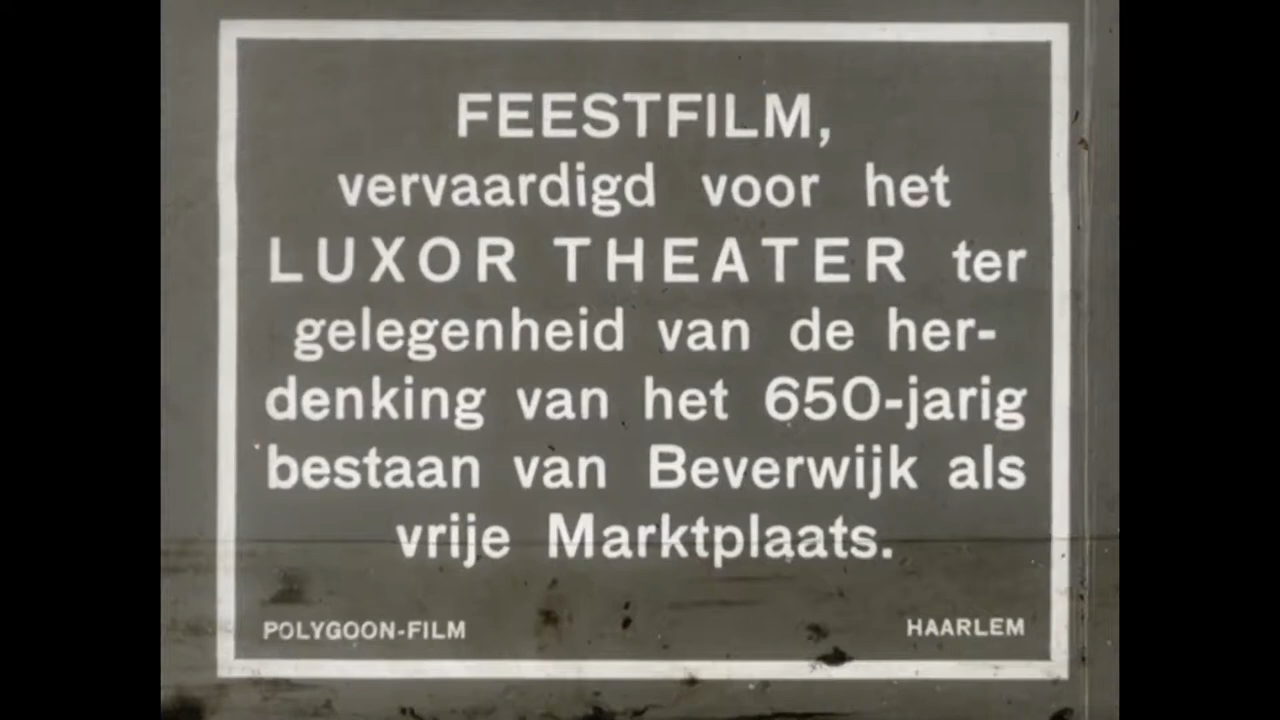 FEESTFILM,
vervaardigd voor het
LUXOR THEATER ter
gelegenheid van de her-
denking van het 650-jarig
bestaan van Beverwijk als
vrije Marktplaats.
POLYGOON-FILM HAARLEM